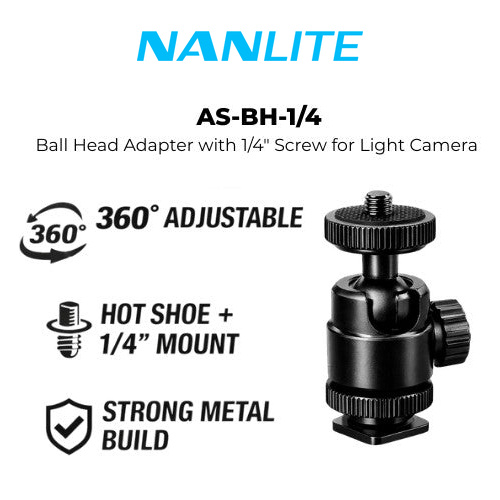 NANLITE
AS-BH-1/4
Ball Head Adapter with 1/4" Screw for Light Camera
360°
360° ADJUSTABLE
HOT SHOE +
1/4” MOUNT
STRONG METAL
BUILD